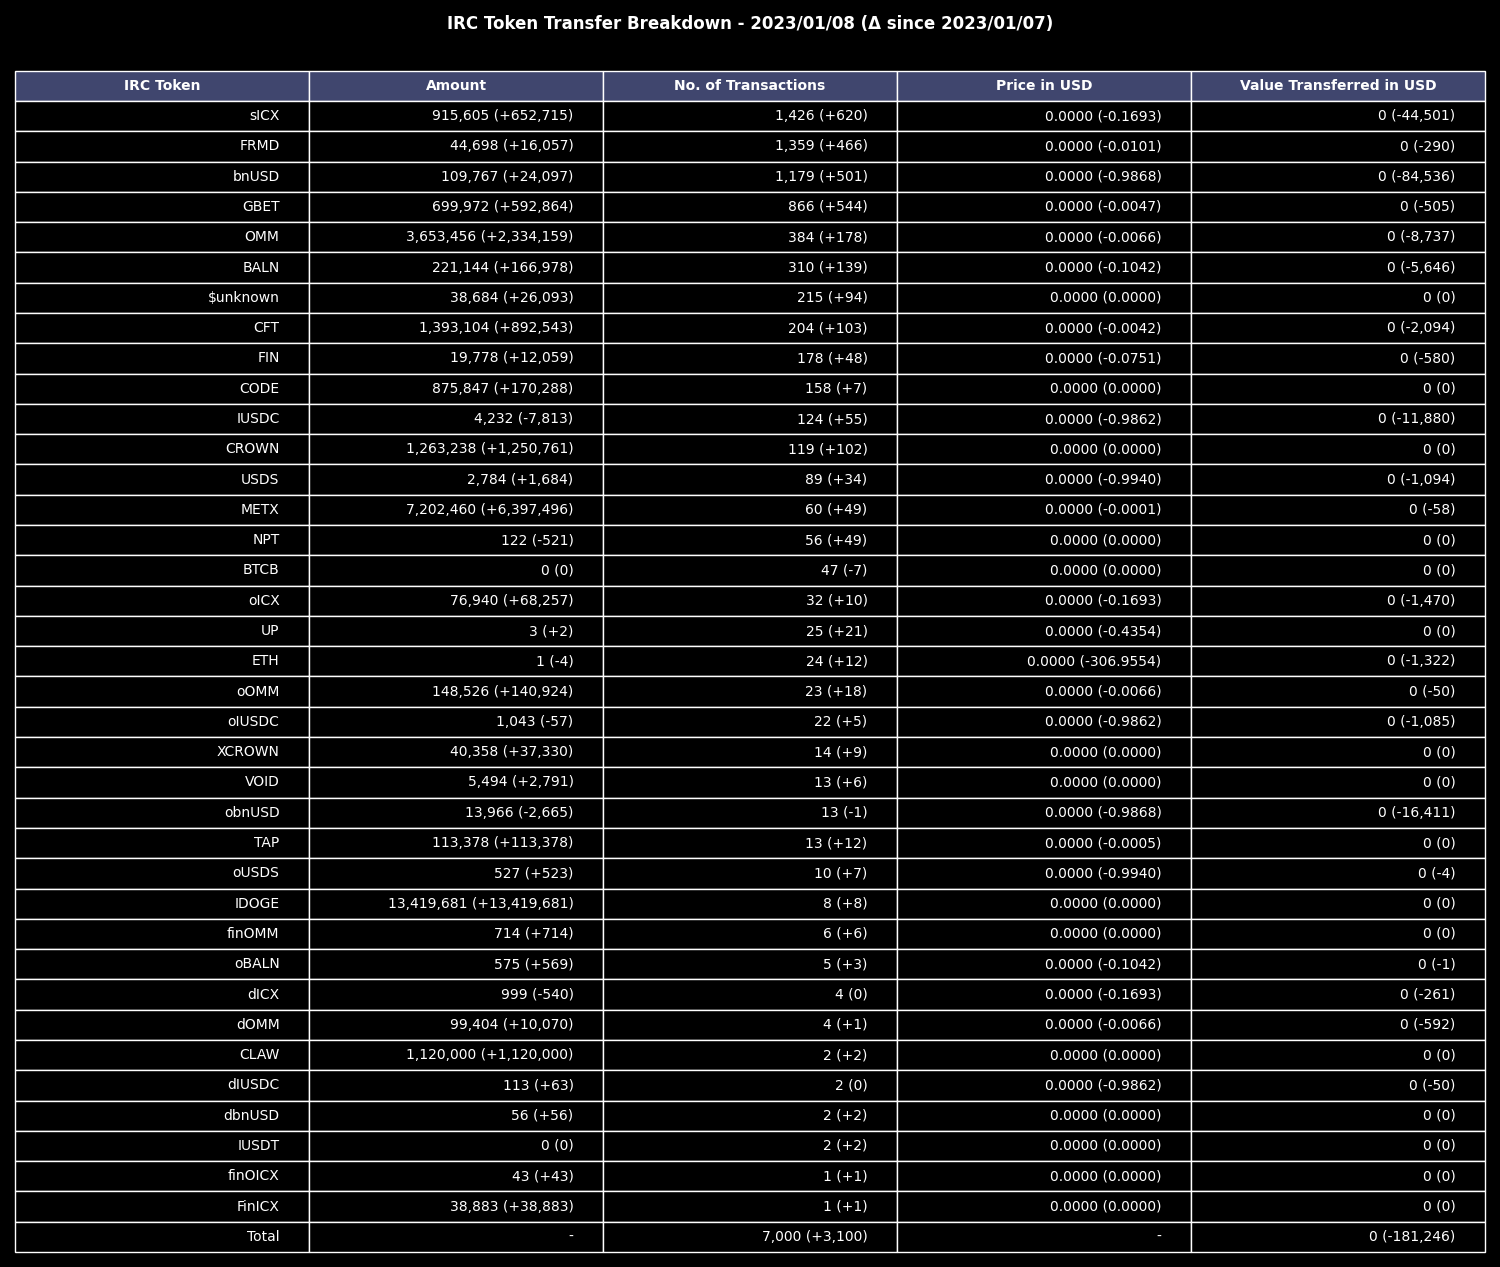 IRC Token Transfer Breakdown - 2023/01/08 (Δ since 2023/01/07)
IRC Token Amount No. of Transactions Price in USD Value Transferred in USD
sICX 915,605 (+652,715) 1,426 (+620) 0.0000 (-0.1693) 0 (-44,501)
FRMD 44,698 (+16,057) 1,359 (+466) 0.0000 (-0.0101) 0 (-290)
bnUSD 109,767 (+24,097) 1,179 (+501) 0.0000 (-0.9868) 0 (-84,536)
GBET 699,972 (+592,864) 866 (+544) 0.0000 (-0.0047) 0 (-505)
OMM 3,653,456 (+2,334,159) 384 (+178) 0.0000 (-0.0066) 0 (-8,737)
BALN 221,144 (+166,978) 310 (+139) 0.0000 (-0.1042) 0 (-5,646)
$unknown 38,684 (+26,093) 215 (+94) 0.0000 (0.0000) 0 (0)
CFT 1,393,104 (+892,543) 204 (+103) 0.0000 (-0.0042) 0 (-2,094)
FIN 19,778 (+12,059) 178 (+48) 0.0000 (-0.0751) 0 (-580)
CODE 875,847 (+170,288) 158 (+7) 0.0000 (0.0000) 0 (0)
IUSDC 4,232 (-7,813) 124 (+55) 0.0000 (-0.9862) 0 (-11,880)
CROWN 1,263,238 (+1,250,761) 119 (+102) 0.0000 (0.0000) 0 (0)
USDS 2,784 (+1,684) 89 (+34) 0.0000 (-0.9940) 0 (-1,094)
METX 7,202,460 (+6,397,496) 60 (+49) 0.0000 (-0.0001) 0 (-58)
NPT 122 (-521) 56 (+49) 0.0000 (0.0000) 0 (0)
BTCB 0 (0) 47 (-7) 0.0000 (0.0000) 0 (0)
oICX 76,940 (+68,257) 32 (+10) 0.0000 (-0.1693) 0 (-1,470)
UP 3 (+2) 25 (+21) 0.0000 (-0.4354) 0 (0)
ETH 1 (-4) 24 (+12) 0.0000 (-306.9554) 0 (-1,322)
oOMM 148,526 (+140,924) 23 (+18) 0.0000 (-0.0066) 0 (-50)
oIUSDC 1,043 (-57) 22 (+5) 0.0000 (-0.9862) 0 (-1,085)
XCROWN 40,358 (+37,330) 14 (+9) 0.0000 (0.0000) 0 (0)
VOID 5,494 (+2,791) 13 (+6) 0.0000 (0.0000) 0 (0)
obnUSD 13,966 (-2,665) 13 (-1) 0.0000 (-0.9868) 0 (-16,411)
TAP 113,378 (+113,378) 13 (+12) 0.0000 (-0.0005) 0 (0)
oUSDS 527 (+523) 10 (+7) 0.0000 (-0.9940) 0 (-4)
IDOGE 13,419,681 (+13,419,681) 8 (+8) 0.0000 (0.0000) 0 (0)
finOMM 714 (+714) 6 (+6) 0.0000 (0.0000) 0 (0)
oBALN 575 (+569) 5 (+3) 0.0000 (-0.1042) 0 (-1)
dICX 999 (-540) 4 (0) 0.0000 (-0.1693) 0 (-261)
dOMM 99,404 (+10,070) 4 (+1) 0.0000 (-0.0066) 0 (-592)
CLAW 1,120,000 (+1,120,000) 2 (+2) 0.0000 (0.0000) 0 (0)
dIUSDC 113 (+63) 2 (0) 0.0000 (-0.9862) 0 (-50)
dbnUSD 56 (+56) 2 (+2) 0.0000 (0.0000) 0 (0)
IUSDT 0 (0) 2 (+2) 0.0000 (0.0000) 0 (0)
finOICX 43 (+43) 1 (+1) 0.0000 (0.0000) 0 (0)
FinICX 38,883 (+38,883) 1 (+1) 0.0000 (0.0000) 0 (0)
Total - 7,000 (+3,100) - 0 (-181,246)